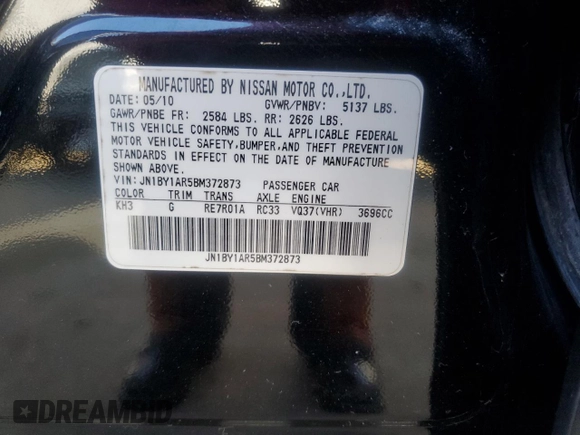 MANUFACTURED BY NISSAN MOTOR CO.,LTD.
DATE: 05/10 GVWR/PNBV: 5137 LBS.
GAWR/PNBE FR: 2584 LBS. RR: 2626 LBS.
THIS VEHICLE CONFORMS TO ALL APPLICABLE FEDERAL
MOTOR VEHICLE SAFETY, BUMPER, AND THEFT PREVENTION
STANDARDS IN EFFECT ON THE DATE OF MANUFACTURE
SHOWN ABOVE.
VIN: JN1BY1AR5BM372873 PASSENGER CAR
COLOR TRIM TRANS AXLE ENGINE
KH3 G RE7R01A RC33 VQ37(VHR) 3696CC
JN1BY1AR5BM372873
DREAMBID